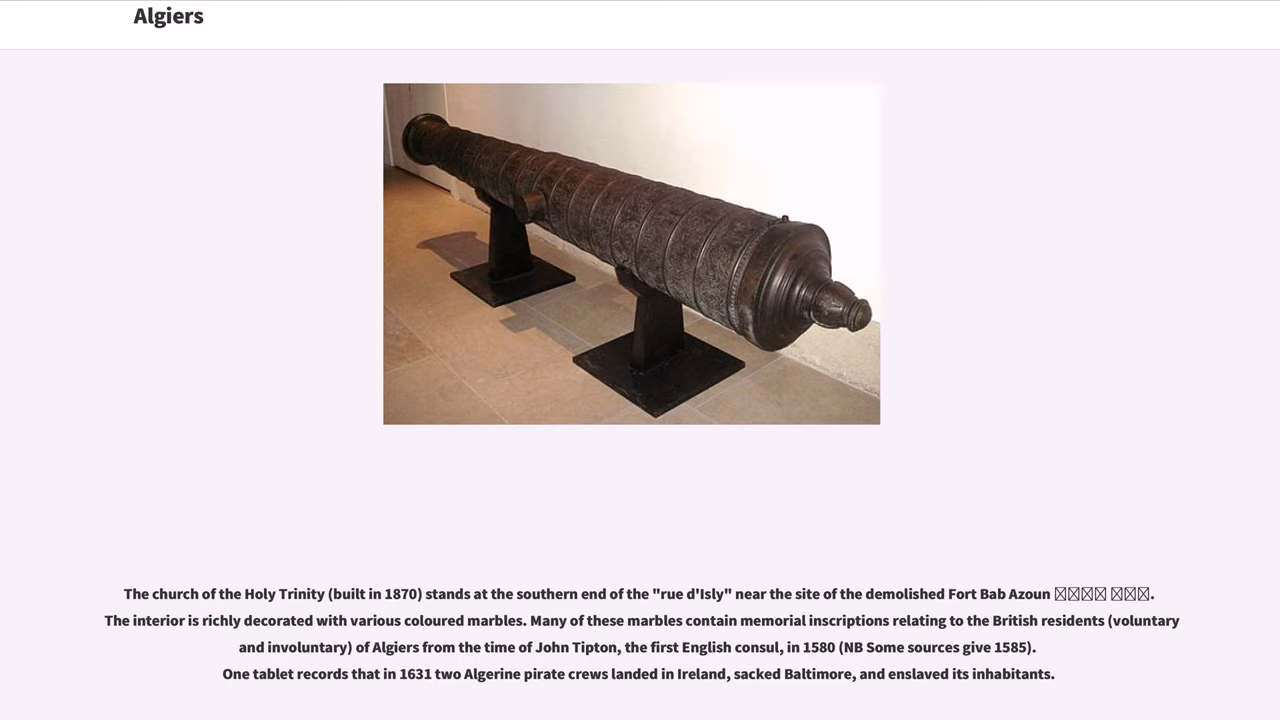 Algiers
The church of the Holy Trinity (built in 1870) stands at the southern end of the "rue d'Isly" near the site of the demolished Fort Bab Azoun.
The interior is richly decorated with various coloured marbles. Many of these marbles contain memorial inscriptions relating to the British residents (voluntary
and involuntary) of Algiers from the time of John Tipton, the first English consul, in 1580 (NB Some sources give 1585).
One tablet records that in 1631 two Algerine pirate crews landed in Ireland, sacked Baltimore, and enslaved its inhabitants.